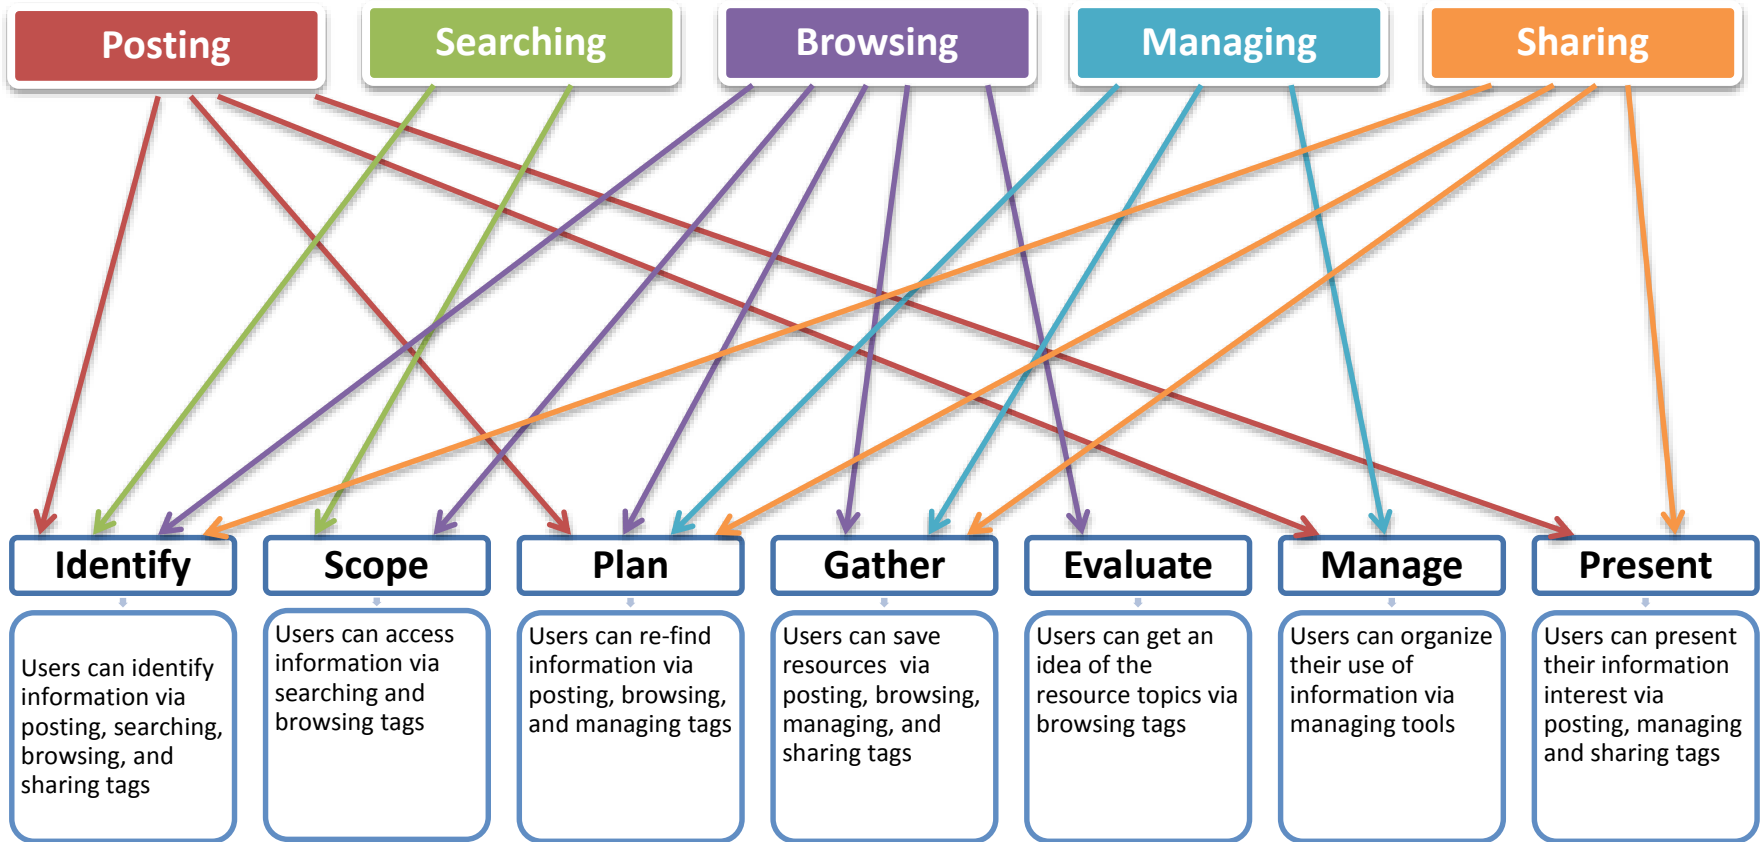 Posting
Searching
Browsing
Managing
Sharing
Identify
Scope
Plan
Gather
Evaluate
Manage
Present
Users can identify
information via
posting, searching,
browsing, and
sharing tags
Users can access
information via
searching and
browsing tags
Users can re-find
information via
posting, browsing,
and managing tags
Users can save
resources  via
posting, browsing,
managing, and
sharing tags
Users can get an
idea of the
resource topics via
browsing tags
Users can organize
their use of
information via
managing tools
Users can present
their information
interest via
posting, managing
and sharing tags